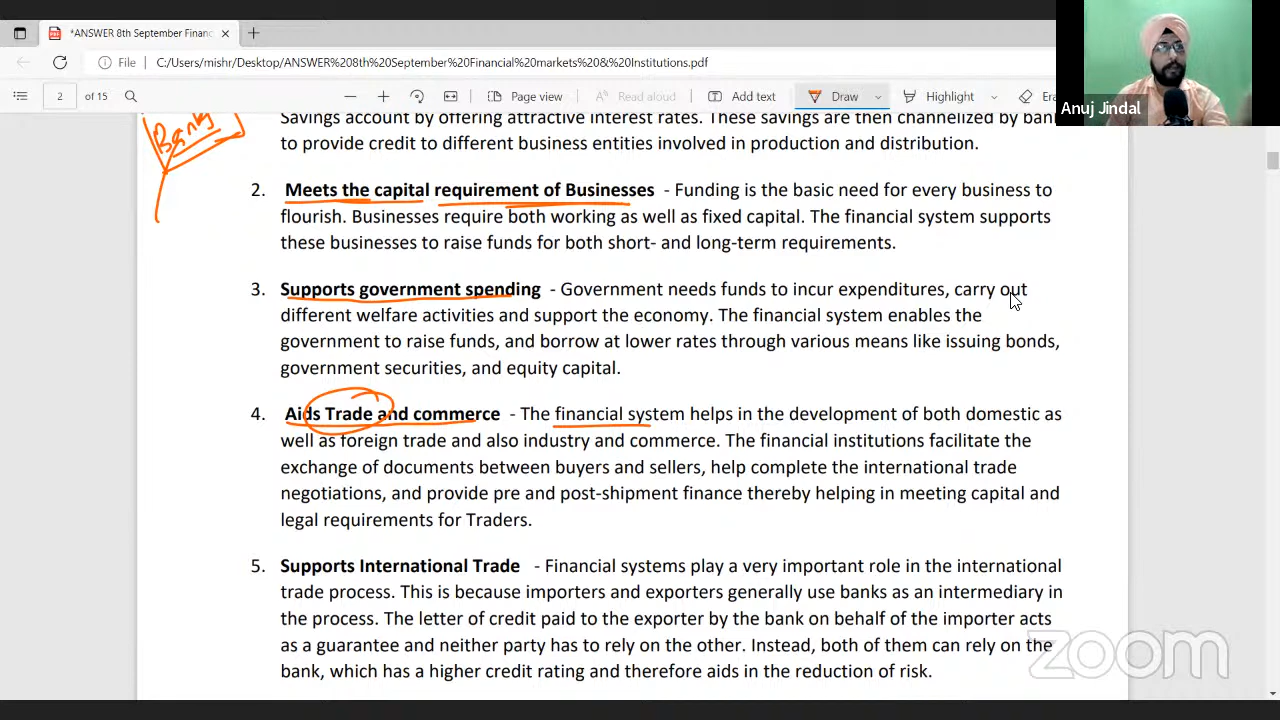 *ANSWER 8th September Financ
File
C:/Users/mishr/Desktop/ANSWER%208th%20September%20Financial%20markets%20&%20Institutions.pdf
2 of 15
Page view
Read aloud
Add text
Draw
Highlight
Era
Anuj Jindal
Banks
Savings account by offering attractive interest rates. These savings are then channelized by bank
to provide credit to different business entities involved in production and distribution.
2. Meets the capital requirement of Businesses - Funding is the basic need for every business to
flourish. Businesses require both working as well as fixed capital. The financial system supports
these businesses to raise funds for both short- and long-term requirements.
3. Supports government spending - Government needs funds to incur expenditures, carry out
different welfare activities and support the economy. The financial system enables the
government to raise funds, and borrow at lower rates through various means like issuing bonds,
government securities, and equity capital.
4. Aids Trade and commerce - The financial system helps in the development of both domestic as
well as foreign trade and also industry and commerce. The financial institutions facilitate the
exchange of documents between buyers and sellers, help complete the international trade
negotiations, and provide pre and post-shipment finance thereby helping in meeting capital and
legal requirements for Traders.
5. Supports International Trade - Financial systems play a very important role in the international
trade process. This is because importers and exporters generally use banks as an intermediary in
the process. The letter of credit paid to the exporter by the bank on behalf of the importer acts
as a guarantee and neither party has to rely on the other. Instead, both of them can rely on the
bank, which has a higher credit rating and therefore aids in the reduction of risk.
zoom